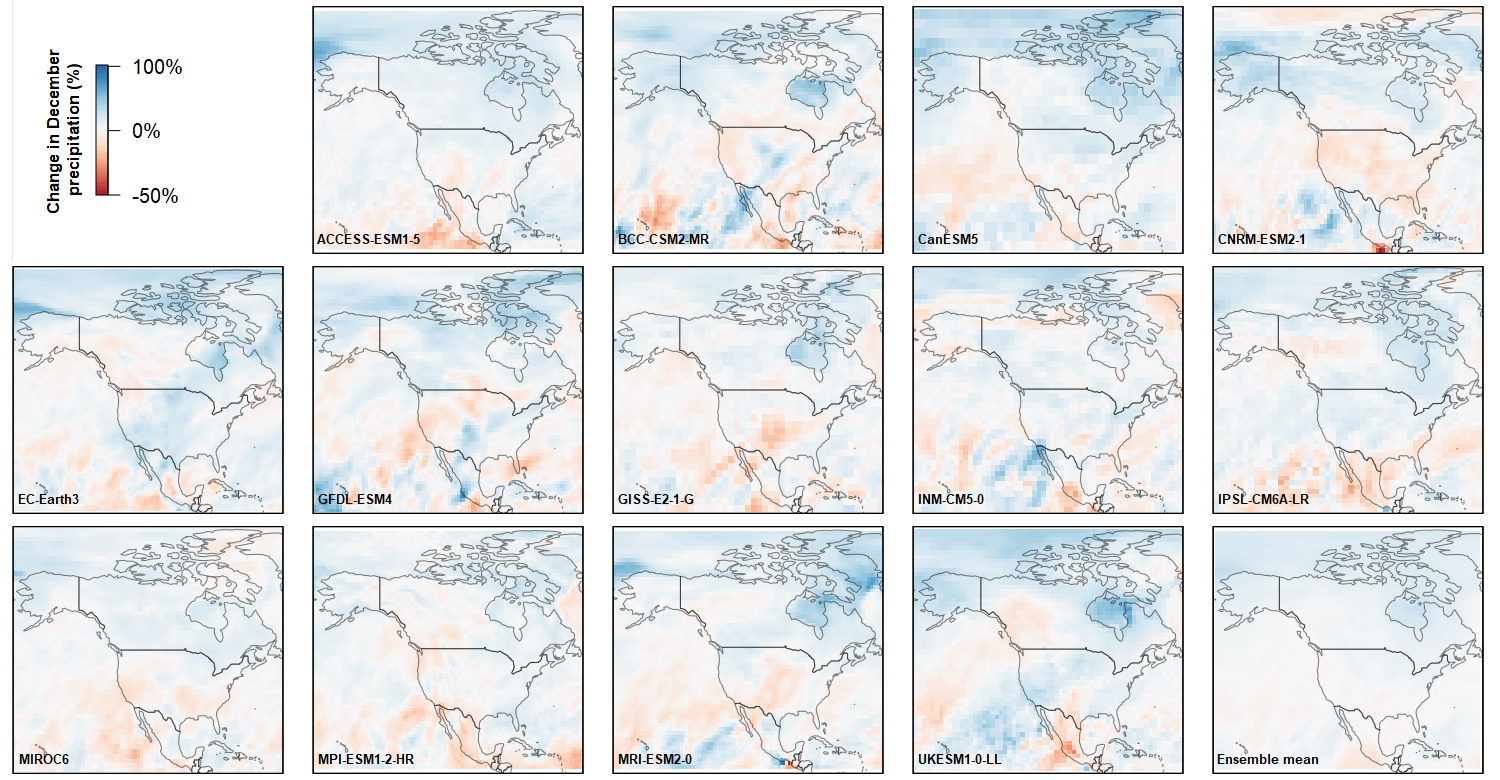 Change in December
precipitation (%)
100%
0%
-50%
ACCESS-ESM1-5
BCC-CSM2-MR
CanESM5
CNRM-ESM2-1
EC-Earth3
GFDL-ESM4
GISS-E2-1-G
INM-CM5-0
IPSL-CM6A-LR
MIROC6
MPI-ESM1-2-HR
MRI-ESM2-0
UKESM1-0-LL
Ensemble mean